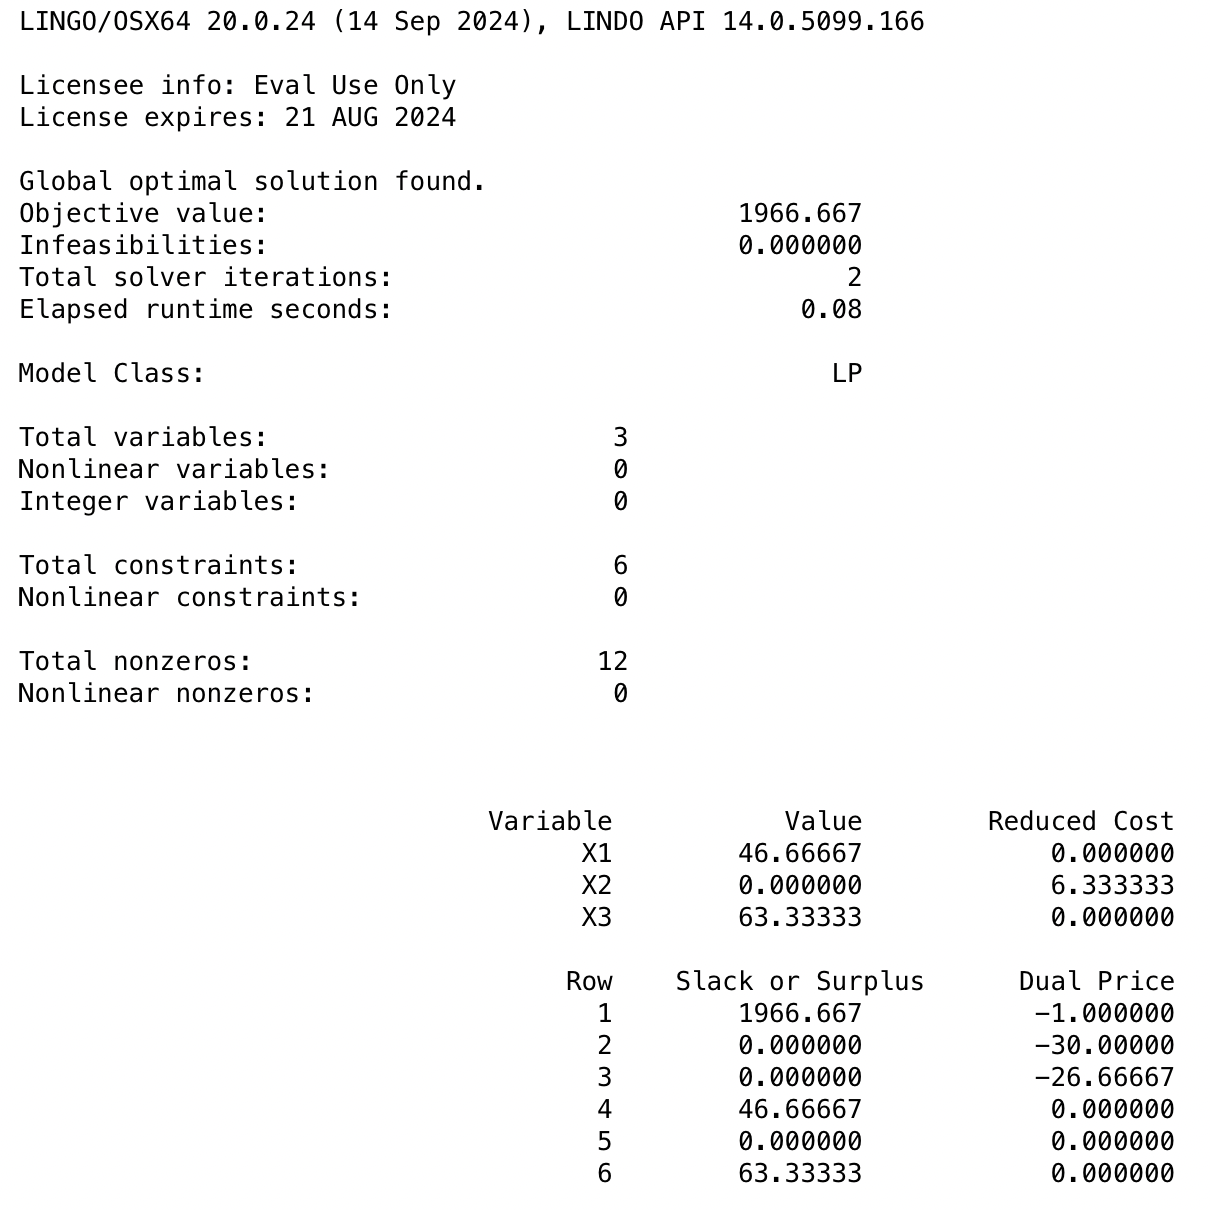 LINGO/OSX64 20.0.24 (14 Sep 2024), LINDO API 14.0.5099.166
Licensee info: Eval Use Only
License expires: 21 AUG 2024
Global optimal solution found.
Objective value: 1966.667
Infeasibilities: 0.000000
Total solver iterations: 2
Elapsed runtime seconds: 0.08
Model Class: LP
Total variables: 3
Nonlinear variables: 0
Integer variables: 0
Total constraints: 6
Nonlinear constraints: 0
Total nonzeros: 12
Nonlinear nonzeros: 0
Variable Value Reduced Cost
X1 46.66667 0.000000
X2 0.000000 6.333333
X3 63.33333 0.000000
Row Slack or Surplus Dual Price
1 1966.667 −1.000000
2 0.000000 −30.00000
3 0.000000 −26.66667
4 46.66667 0.000000
5 0.000000 0.000000
6 63.33333 0.000000